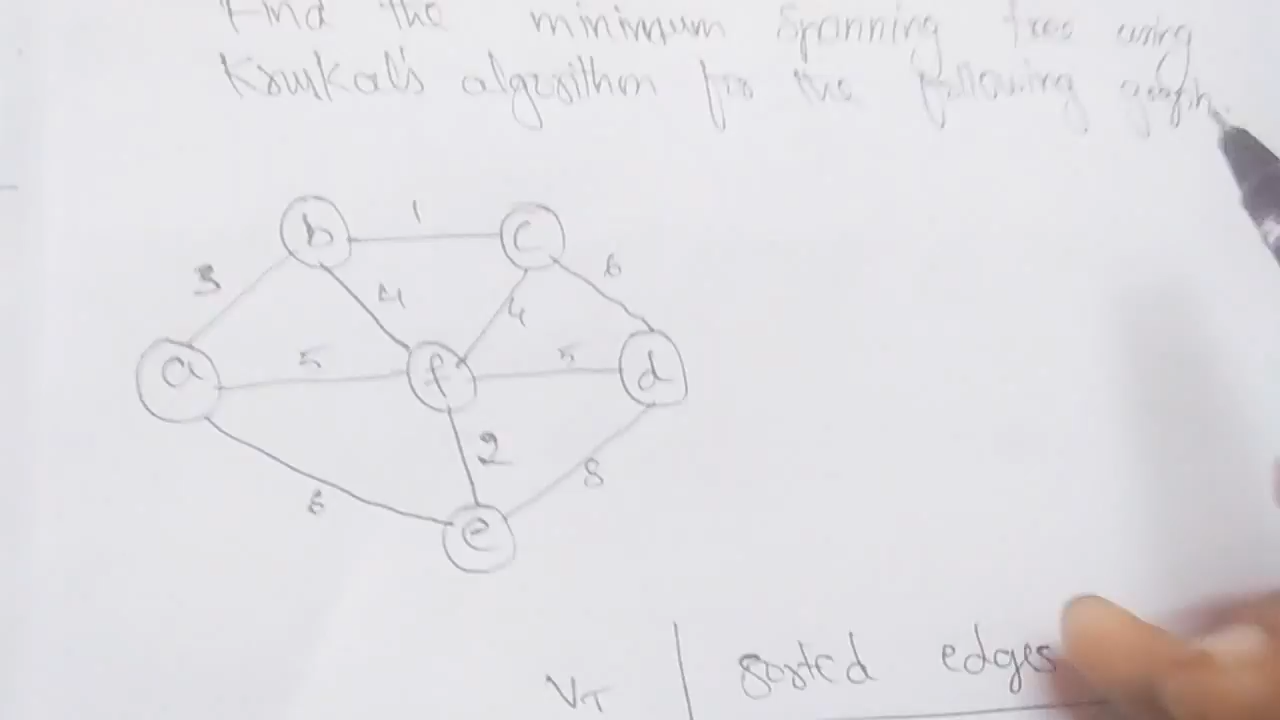 Find the minimum spanning tree using
Kruskal's algorithm for the following graph.
b 1 c
3 4 4 6
a 5 f 5 d
6 2 8
e
VT sorted edges